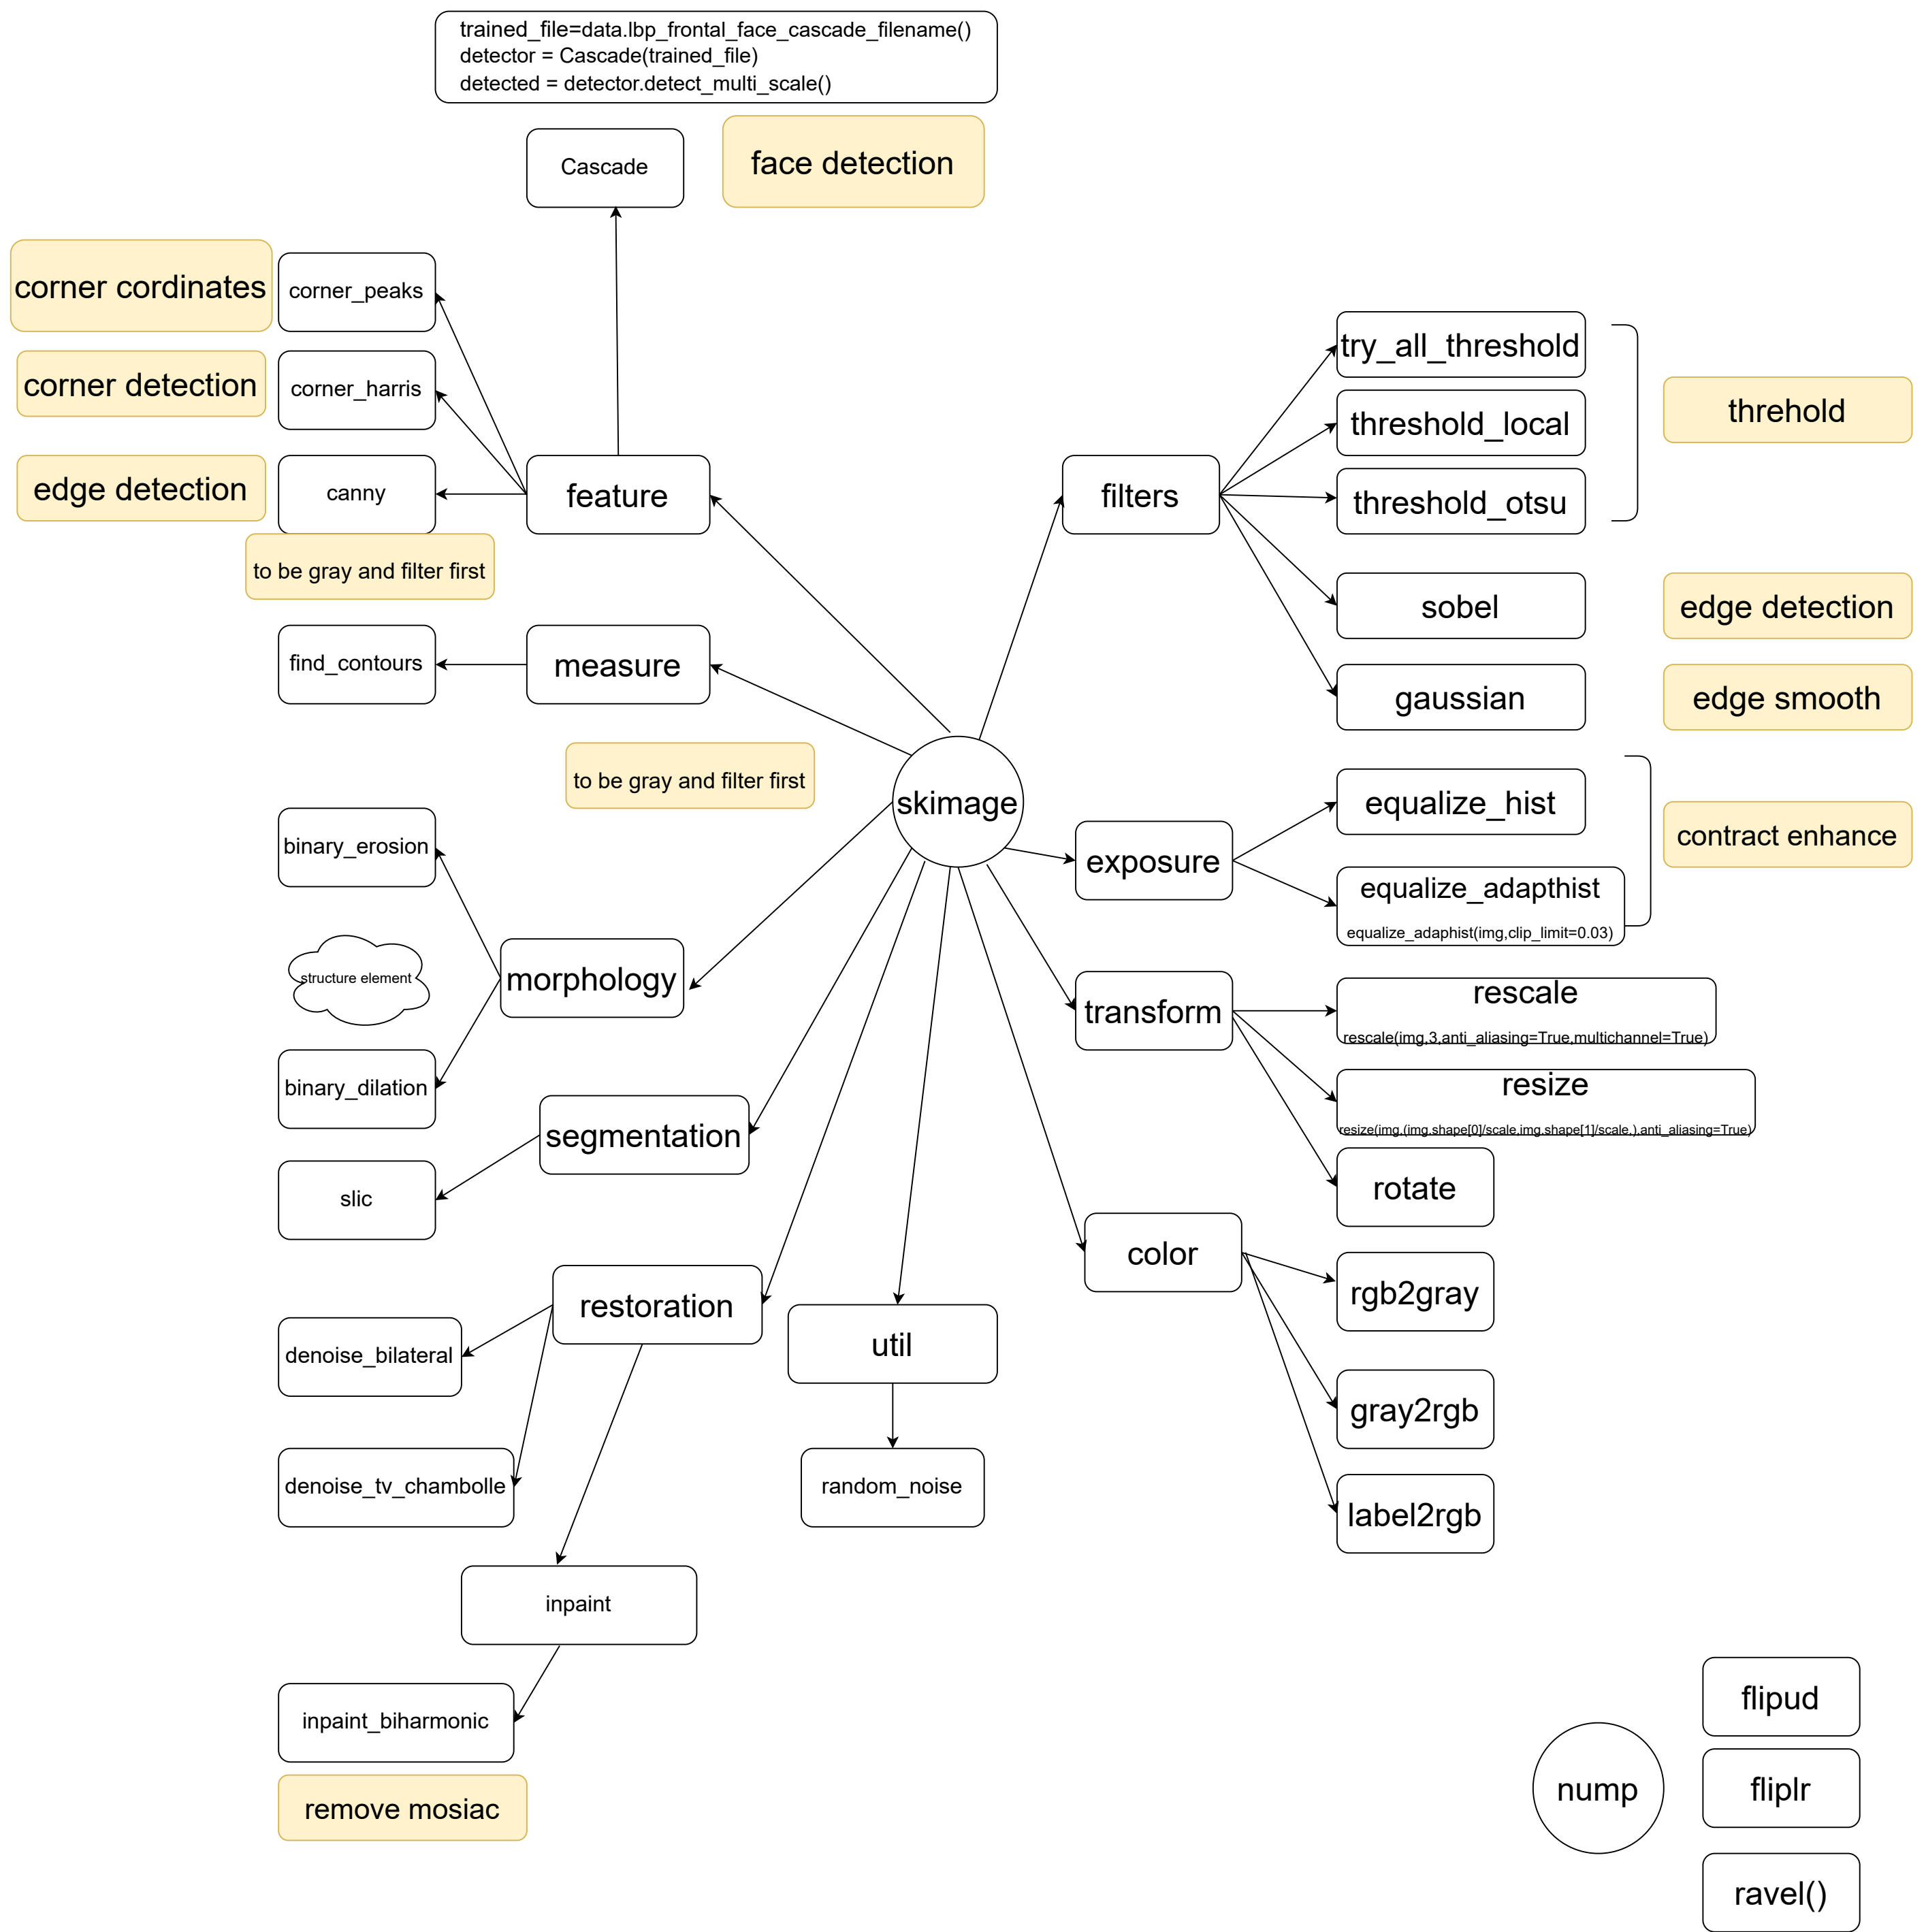 trained_file=data.lbp_frontal_face_cascade_filename()
detector = Cascade(trained_file)
detected = detector.detect_multi_scale()
Cascade
face detection
corner cordinates
corner_peaks
corner detection
corner_harris
edge detection
canny
feature
to be gray and filter first
find_contours
measure
to be gray and filter first
skimage
filters
try_all_threshold
threshold_local
threshold_otsu
threhold
sobel
edge detection
gaussian
edge smooth
exposure
equalize_hist
equalize_adapthist
equalize_adaphist(img,clip_limit=0.03)
contract enhance
binary_erosion
structure element
morphology
binary_dilation
transform
rescale
rescale(img,3,anti_aliasing=True,multichannel=True)
resize
resize(img,(img.shape[0]/scale,img.shape[1]/scale,),anti_aliasing=True)
rotate
segmentation
slic
color
rgb2gray
gray2rgb
label2rgb
restoration
denoise_bilateral
denoise_tv_chambolle
util
random_noise
inpaint
inpaint_biharmonic
remove mosiac
nump
flipud
fliplr
ravel()